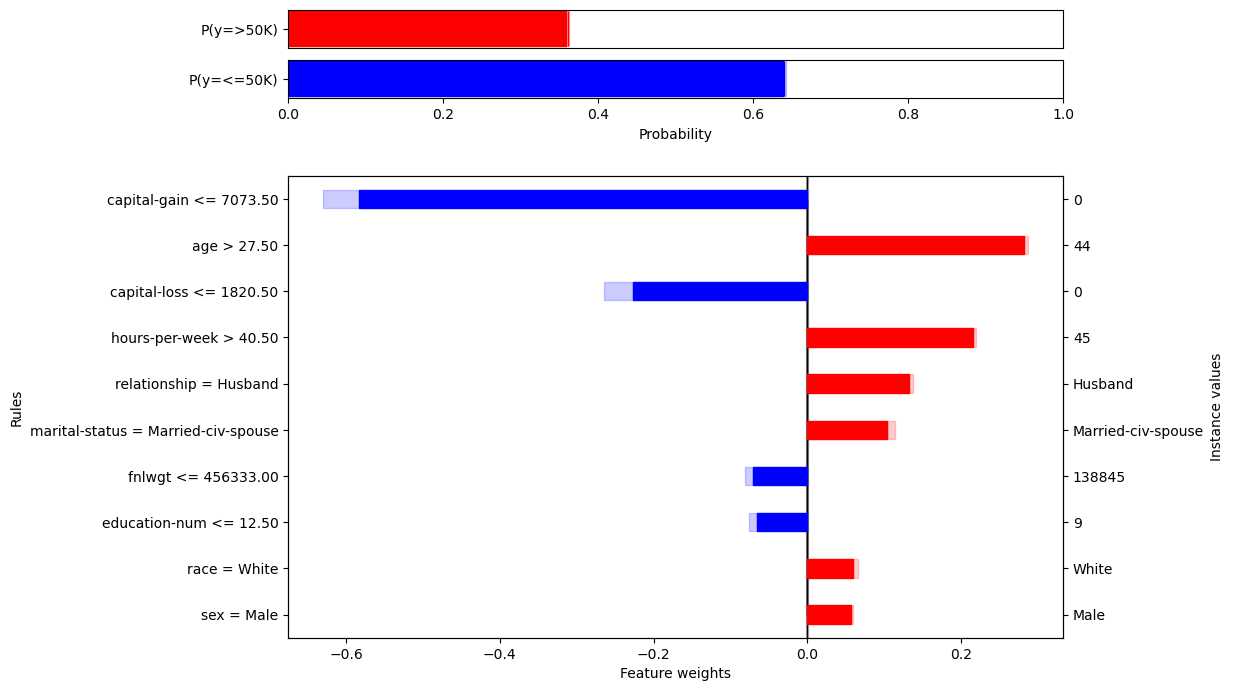 P(y=>50K)
P(y=<=50K)
0.0 0.2 0.4 0.6 0.8 1.0
Probability
capital-gain <= 7073.50 0
age > 27.50 44
capital-loss <= 1820.50 0
hours-per-week > 40.50 45
relationship = Husband Husband
marital-status = Married-civ-spouse Married-civ-spouse
fnlwgt <= 456333.00 138845
education-num <= 12.50 9
race = White White
sex = Male Male
Rules
Instance values
−0.6 −0.4 −0.2 0.0 0.2
Feature weights